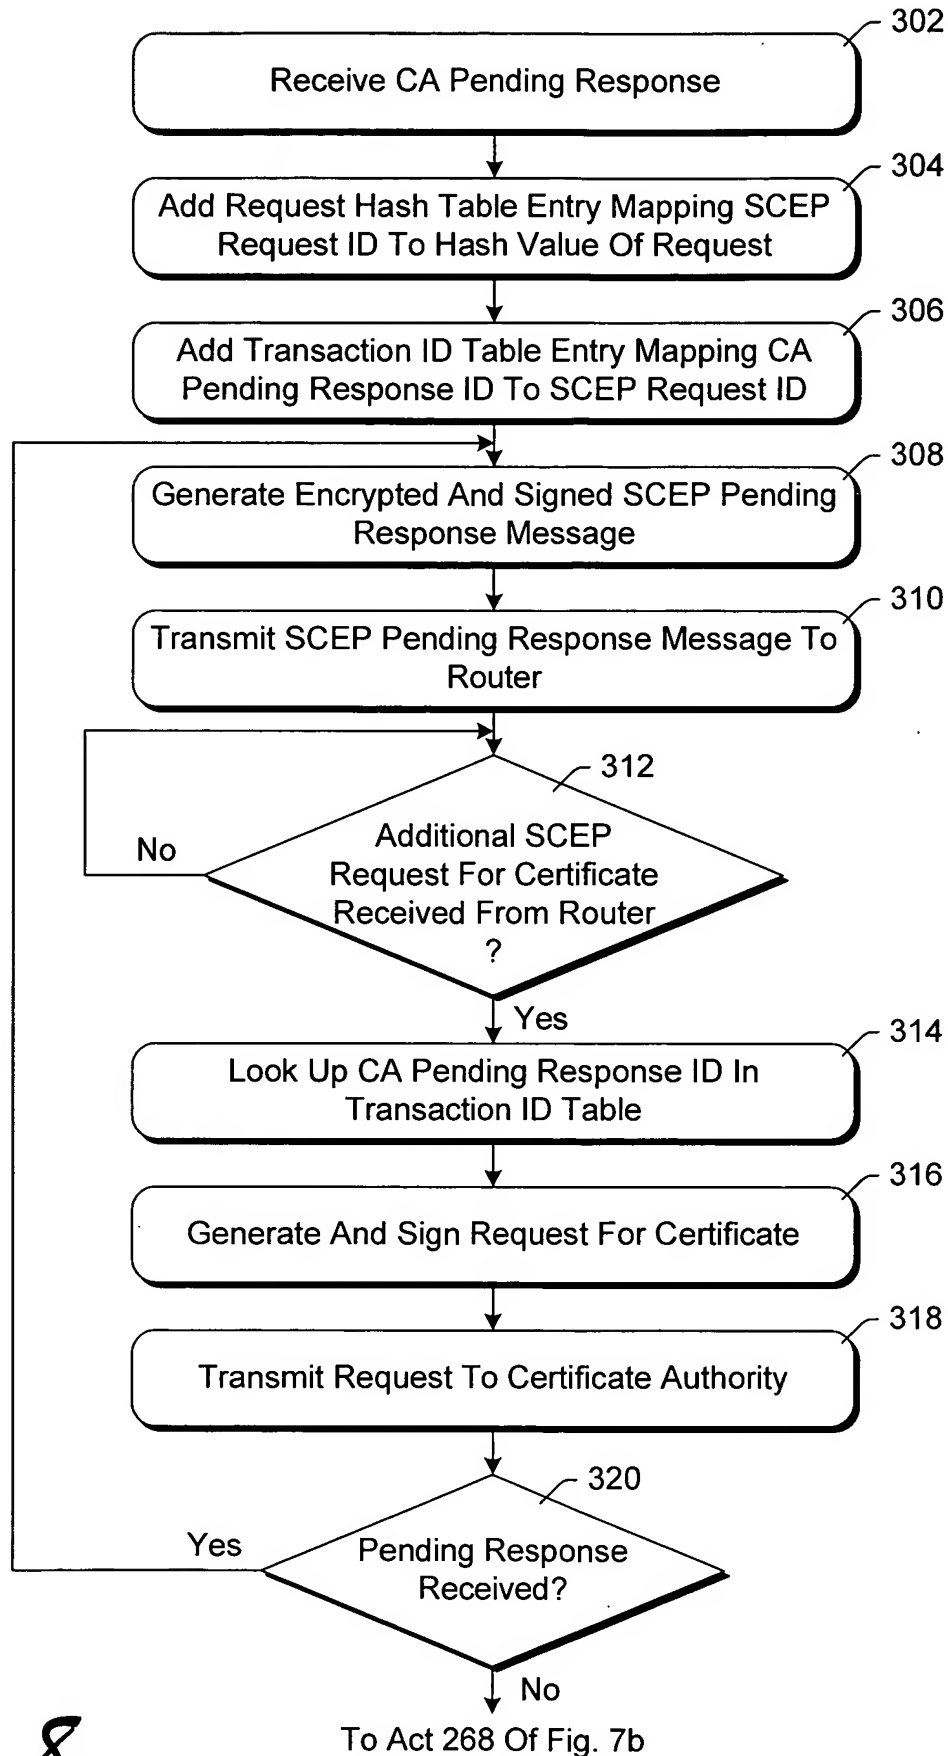 302
Receive CA Pending Response
304
Add Request Hash Table Entry Mapping SCEP
Request ID To Hash Value Of Request
306
Add Transaction ID Table Entry Mapping CA
Pending Response ID To SCEP Request ID
308
Generate Encrypted And Signed SCEP Pending
Response Message
310
Transmit SCEP Pending Response Message To
Router
312
Additional SCEP
Request For Certificate
Received From Router
?
No
Yes
314
Look Up CA Pending Response ID In
Transaction ID Table
316
Generate And Sign Request For Certificate
318
Transmit Request To Certificate Authority
320
Pending Response
Received?
Yes
No
To Act 268 Of Fig. 7b
8